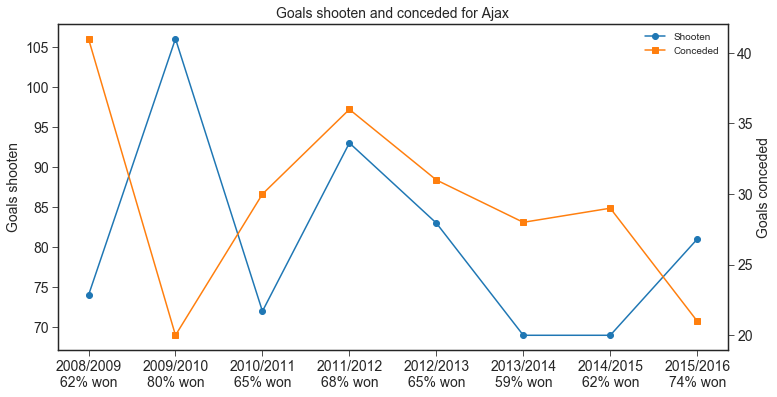 Goals shooten and conceded for Ajax
Shooten
Conceded
Goals shooten
105
100
95
90
85
80
75
70
40
35
30
25
20
Goals conceded
2008/2009 2009/2010 2010/2011 2011/2012 2012/2013 2013/2014 2014/2015 2015/2016
62% won 80% won 65% won 68% won 65% won 59% won 62% won 74% won